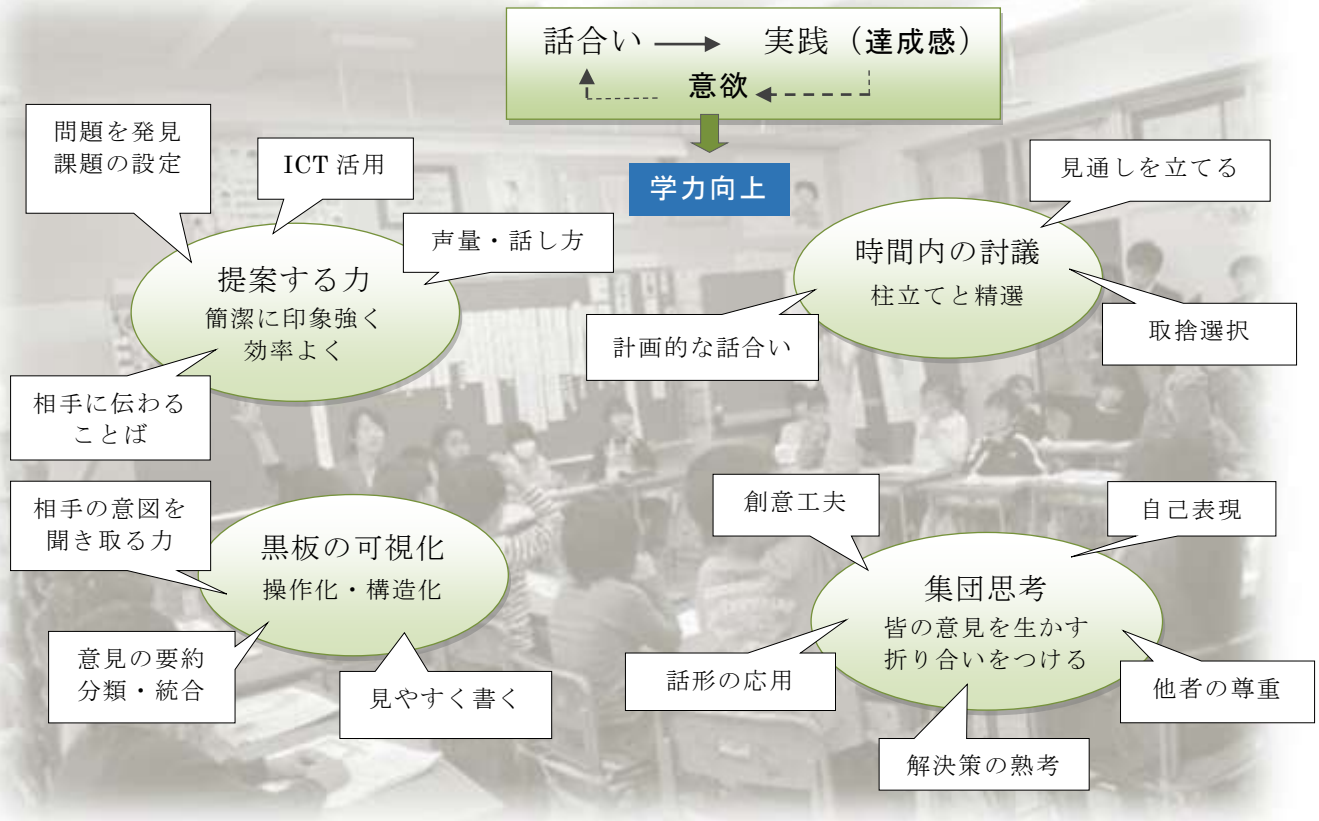 話合い → 実践（達成感）
意欲
学力向上
問題を発見
課題の設定
ICT 活用
声量・話し方
提案する力
簡潔に印象強く
効率よく
相手に伝わる
ことば
見通しを立てる
時間内の討議
柱立てと精選
計画的な話合い
取捨選択
相手の意図を
聞き取る力
黒板の可視化
操作化・構造化
意見の要約
分類・統合
見やすく書く
創意工夫
自己表現
集団思考
皆の意見を生かす
折り合いをつける
話形の応用
他者の尊重
解決策の熟考